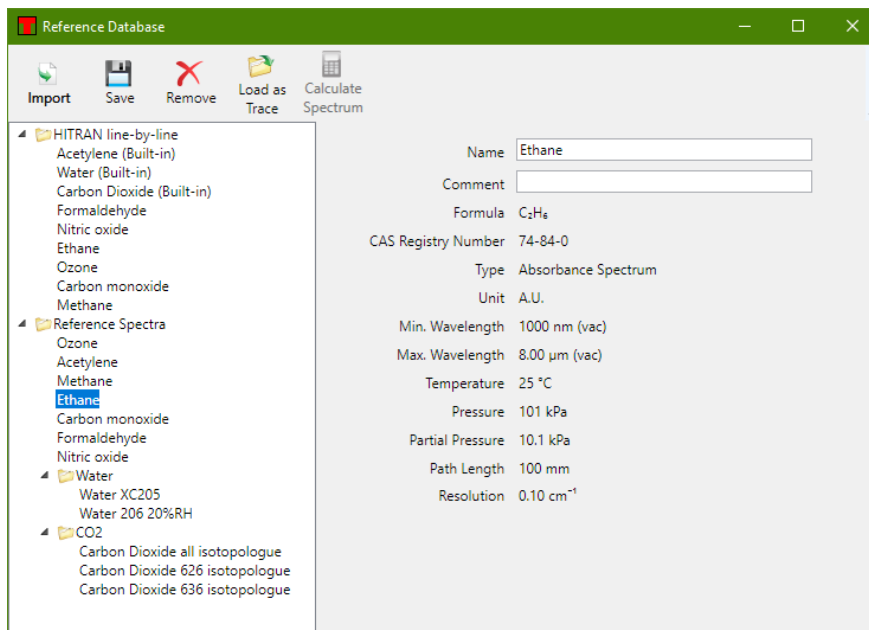 Reference Database
Import
Save
Remove
Load as Trace
Calculate Spectrum
HITRAN line-by-line
Acetylene (Built-in)
Water (Built-in)
Carbon Dioxide (Built-in)
Formaldehyde
Nitric oxide
Ethane
Ozone
Carbon monoxide
Methane
Reference Spectra
Ozone
Acetylene
Methane
Ethane
Carbon monoxide
Formaldehyde
Nitric oxide
Water
Water XC205
Water 206 20%RH
CO2
Carbon Dioxide all isotopologue
Carbon Dioxide 626 isotopologue
Carbon Dioxide 636 isotopologue
Name Ethane
Comment
Formula C₂H₆
CAS Registry Number 74-84-0
Type Absorbance Spectrum
Unit A.U.
Min. Wavelength 1000 nm (vac)
Max. Wavelength 8.00 μm (vac)
Temperature 25 °C
Pressure 101 kPa
Partial Pressure 10.1 kPa
Path Length 100 mm
Resolution 0.10 cm⁻¹